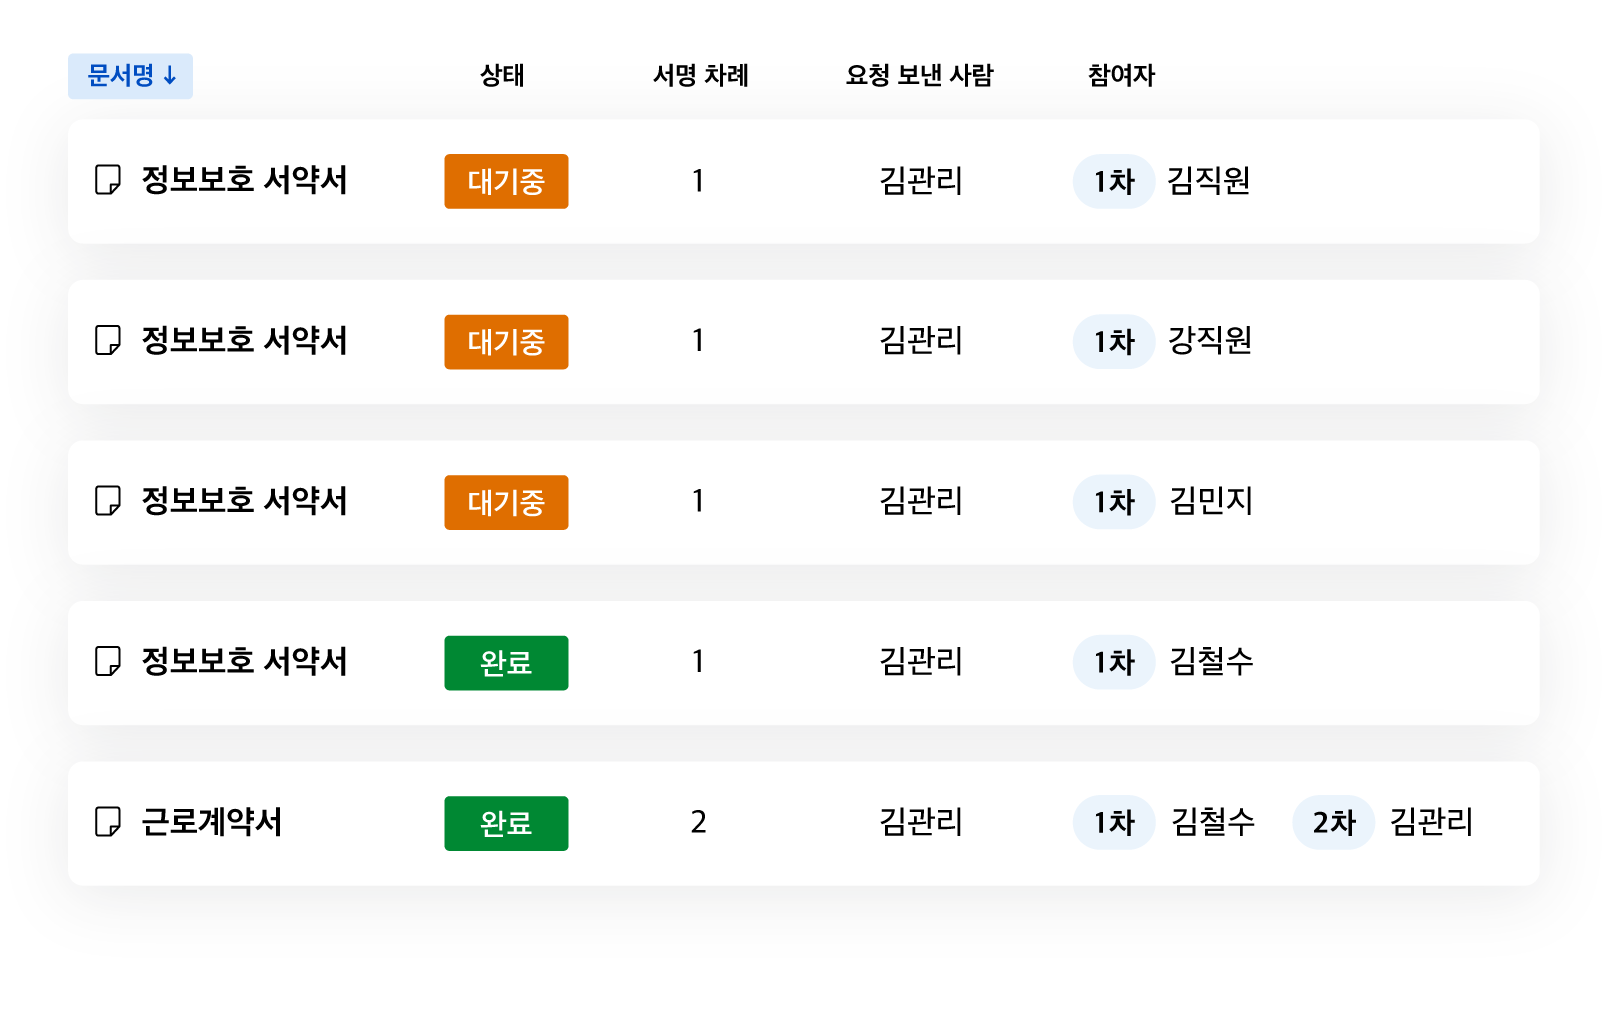 문서명 ↓ 상태 서명 차례 요청 보낸 사람 참여자
정보보호 서약서 대기중 1 김관리 1차 김직원
정보보호 서약서 대기중 1 김관리 1차 강직원
정보보호 서약서 대기중 1 김관리 1차 김민지
정보보호 서약서 완료 1 김관리 1차 김철수
근로계약서 완료 2 김관리 1차 김철수 2차 김관리